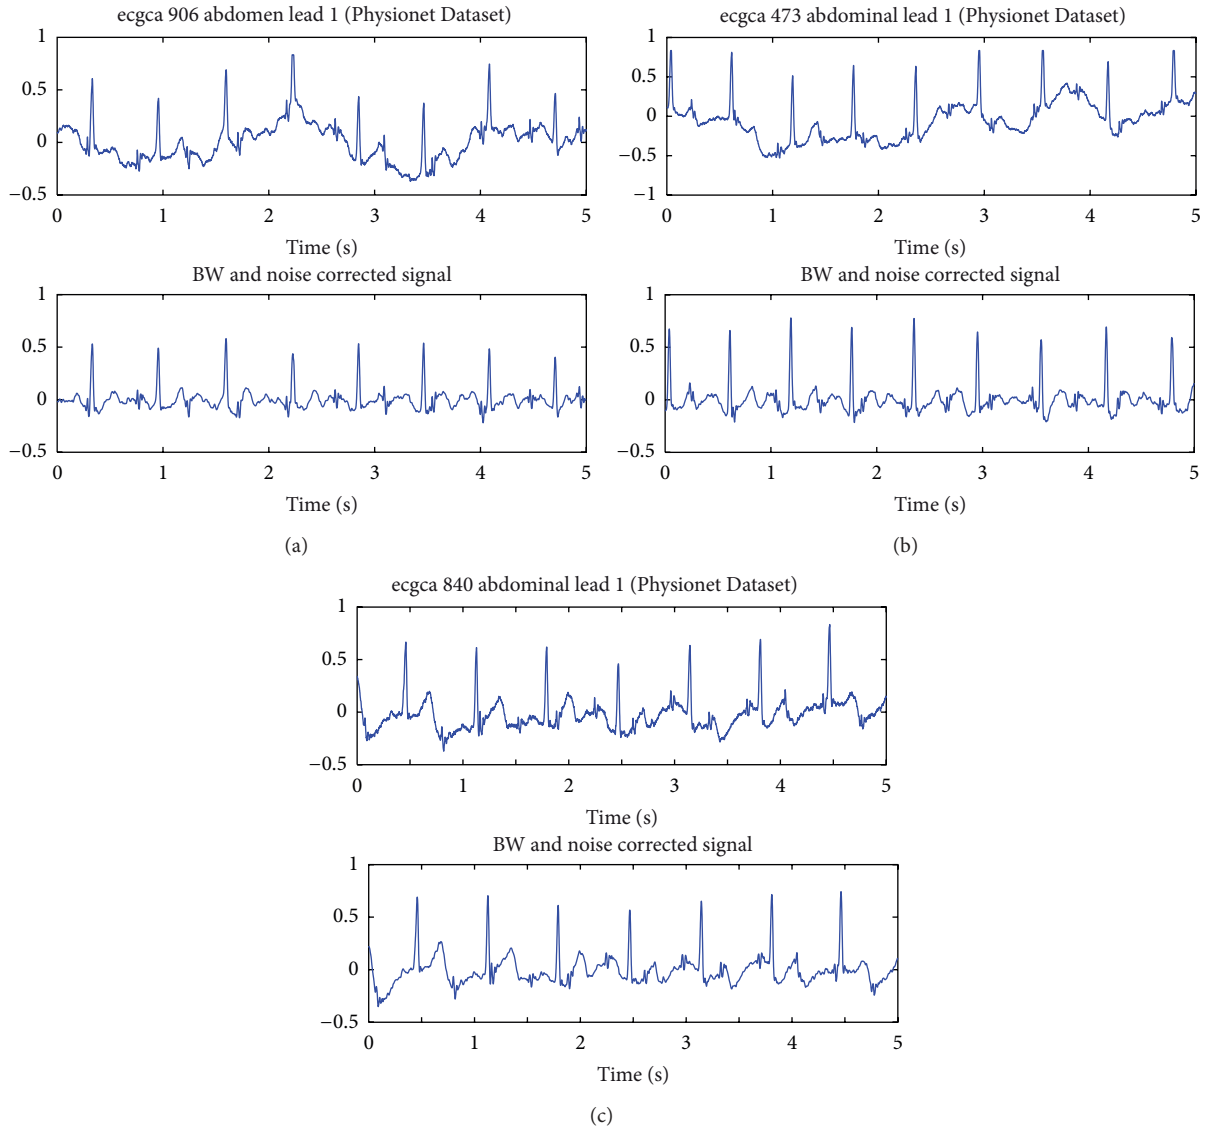 ecgca 906 abdomen lead 1 (Physionet Dataset)
1
0.5
0
−0.5
0 1 2 3 4 5
Time (s)
BW and noise corrected signal
1
0.5
0
−0.5
0 1 2 3 4 5
Time (s)
(a)
ecgca 473 abdominal lead 1 (Physionet Dataset)
1
0.5
0
−0.5
−1
0 1 2 3 4 5
Time (s)
BW and noise corrected signal
1
0.5
0
−0.5
0 1 2 3 4 5
Time (s)
(b)
ecgca 840 abdominal lead 1 (Physionet Dataset)
1
0.5
0
−0.5
0 1 2 3 4 5
Time (s)
BW and noise corrected signal
1
0.5
0
−0.5
0 1 2 3 4 5
Time (s)
(c)